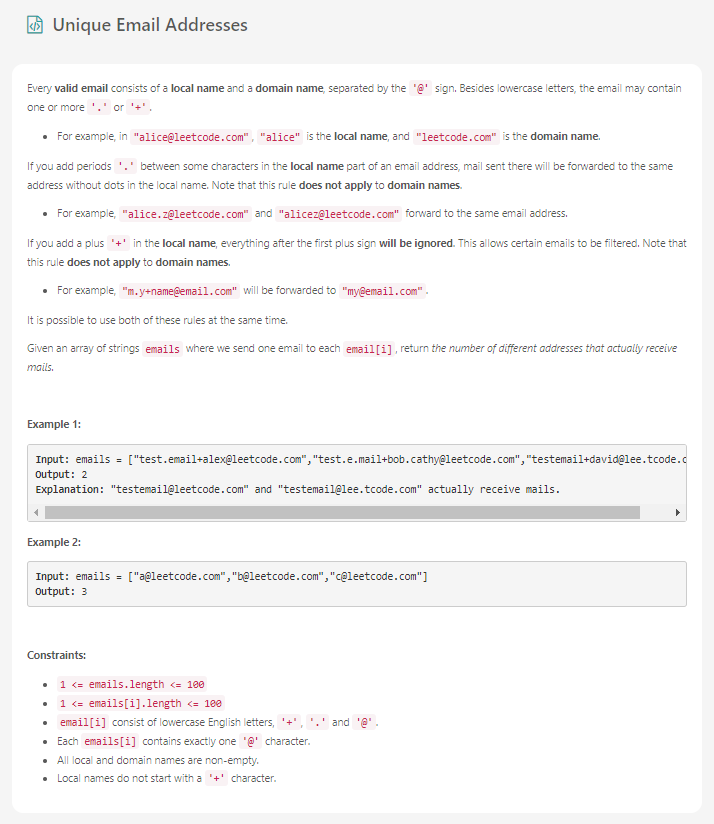 Unique Email Addresses
Every valid email consists of a local name and a domain name, separated by the '@' sign. Besides lowercase letters, the email may contain
one or more '.' or '+'.
• For example, in "alice@leetcode.com", "alice" is the local name, and "leetcode.com" is the domain name.
If you add periods '.' between some characters in the local name part of an email address, mail sent there will be forwarded to the same
address without dots in the local name. Note that this rule does not apply to domain names.
• For example, "alice.z@leetcode.com" and "alicez@leetcode.com" forward to the same email address.
If you add a plus '+' in the local name, everything after the first plus sign will be ignored. This allows certain emails to be filtered. Note that
this rule does not apply to domain names.
• For example, "m.y+name@email.com" will be forwarded to "my@email.com".
It is possible to use both of these rules at the same time.
Given an array of strings emails where we send one email to each email[i], return the number of different addresses that actually receive
mails.
Example 1:
Input: emails = ["test.email+alex@leetcode.com","test.e.mail+bob.cathy@leetcode.com","testemail+david@lee.tcode.c
Output: 2
Explanation: "testemail@leetcode.com" and "testemail@lee.tcode.com" actually receive mails.
Example 2:
Input: emails = ["a@leetcode.com","b@leetcode.com","c@leetcode.com"]
Output: 3
Constraints:
• 1 <= emails.length <= 100
• 1 <= emails[i].length <= 100
• email[i] consist of lowercase English letters, '+', '.' and '@'.
• Each emails[i] contains exactly one '@' character.
• All local and domain names are non-empty.
• Local names do not start with a '+' character.